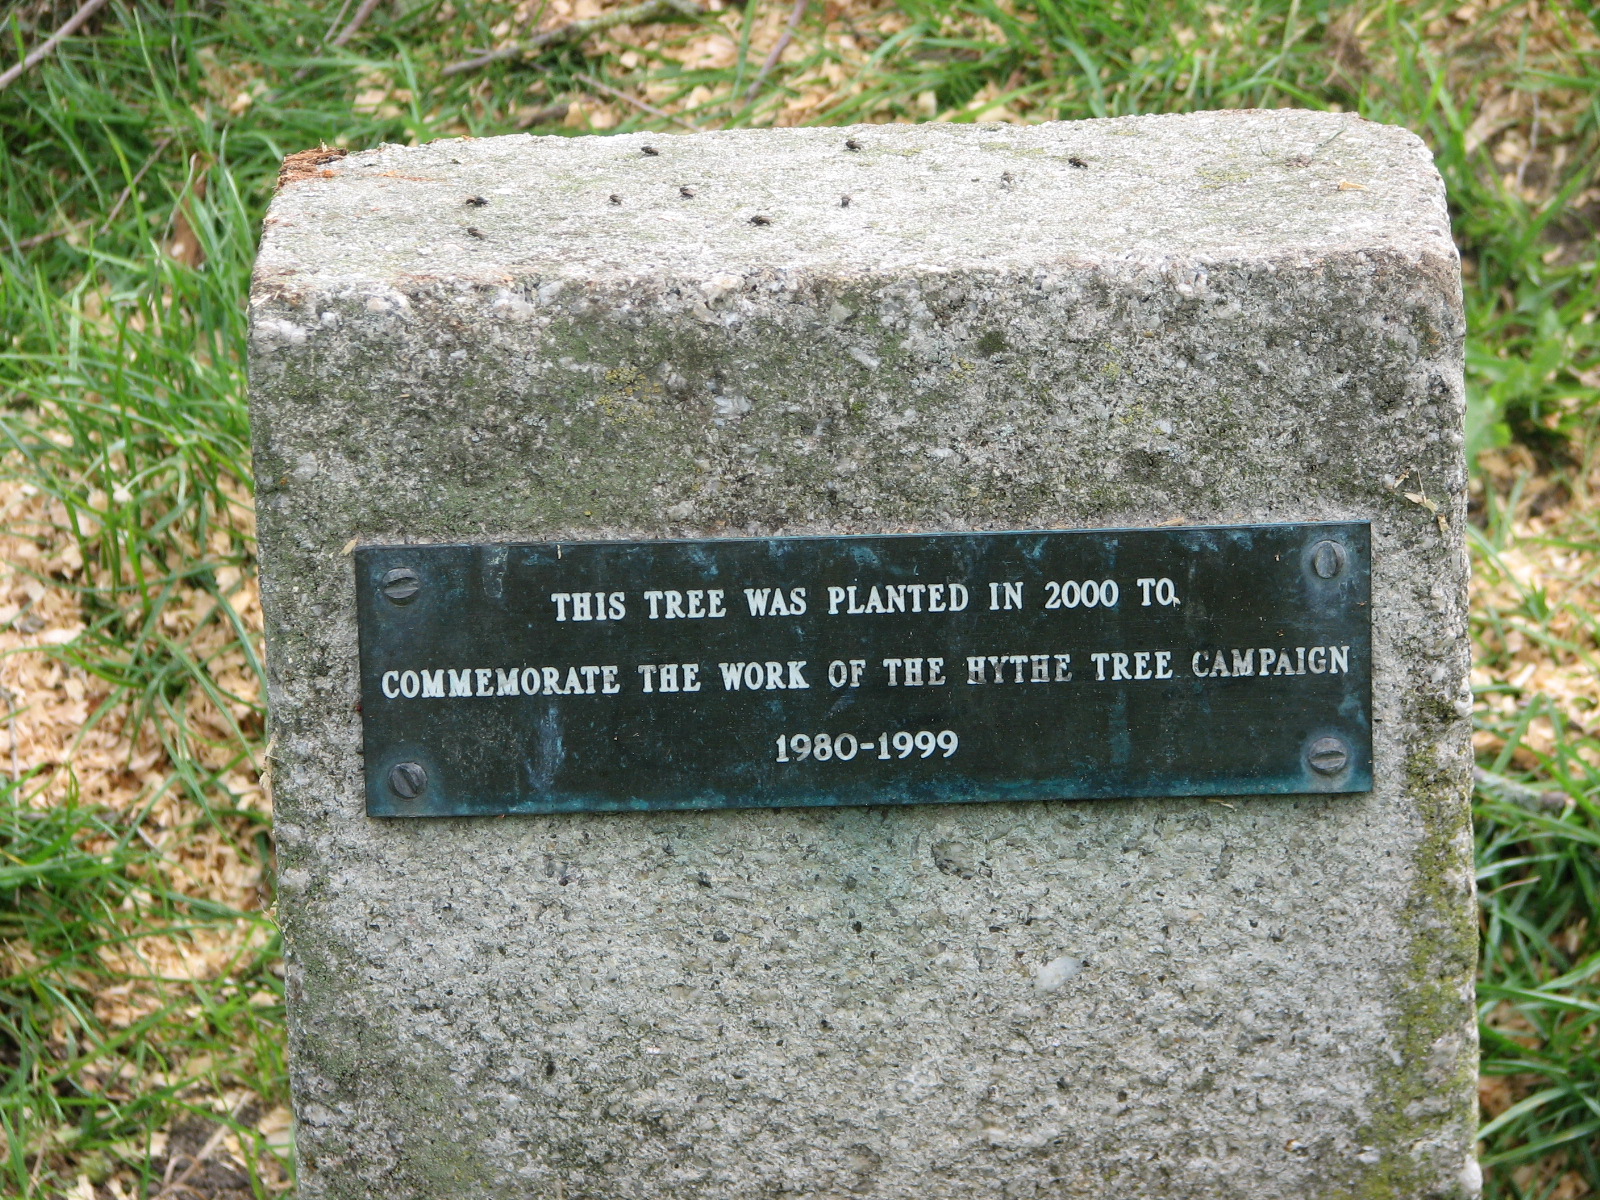 THIS TREE WAS PLANTED IN 2000 TO
COMMEMORATE THE WORK OF THE HYTHE TREE CAMPAIGN
1980-1999